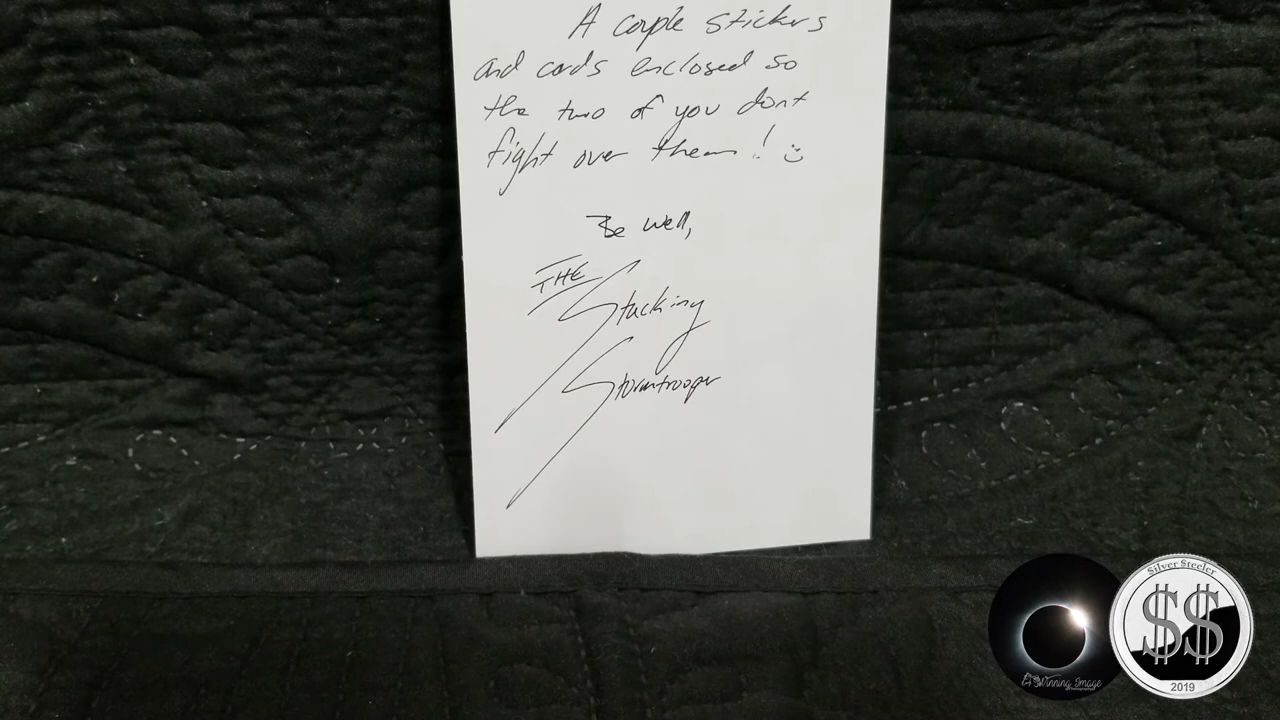 A couple stickers
and cards enclosed so
the two of you dont
fight over them! :)
Be Well,
THE
Stacking
Stormtrooper
Silver $teeler
$$
2019
Winning Image